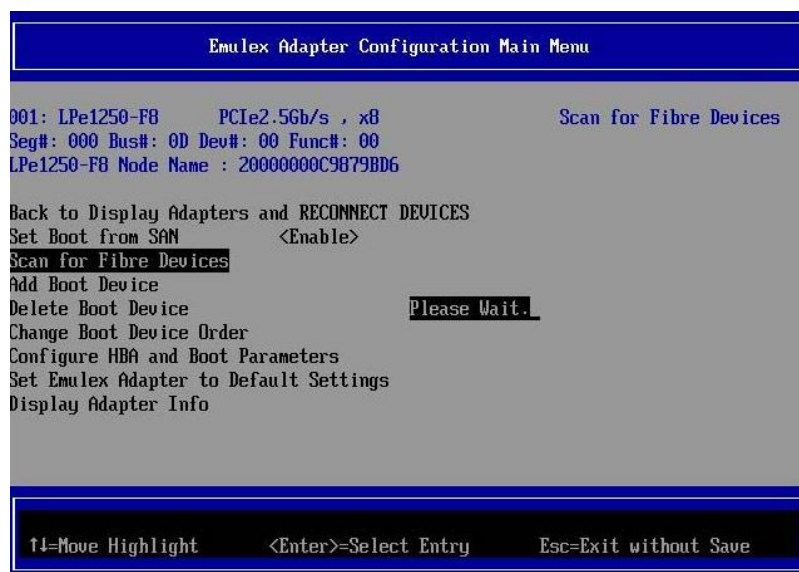 Emulex Adapter Configuration Main Menu
001: LPe1250-F8 PCIe2.5Gb/s , x8 Scan for Fibre Devices
Seg#: 000 Bus#: 0D Dev#: 00 Func#: 00
LPe1250-F8 Node Name : 20000000C9879BD6
Back to Display Adapters and RECONNECT DEVICES
Set Boot from SAN <Enable>
Scan for Fibre Devices
Add Boot Device
Delete Boot Device Please Wait._
Change Boot Device Order
Configure HBA and Boot Parameters
Set Emulex Adapter to Default Settings
Display Adapter Info
↑↓=Move Highlight <Enter>=Select Entry Esc=Exit without Save